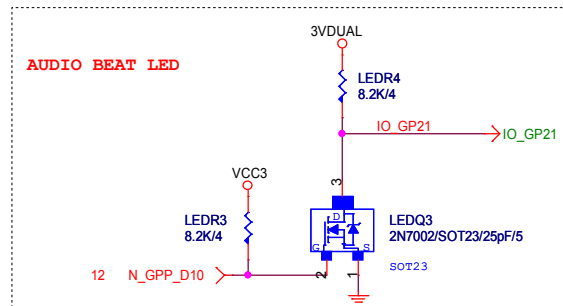 3VDUAL
AUDIO BEAT LED
LEDR4
8.2K/4
IO_GP21
IO_GP21
VCC3
3
LEDR3
8.2K/4
D
G
S
LEDQ3
2N7002/SOT23/25pF/5
SOT23
12 N_GPP_D10
2
1